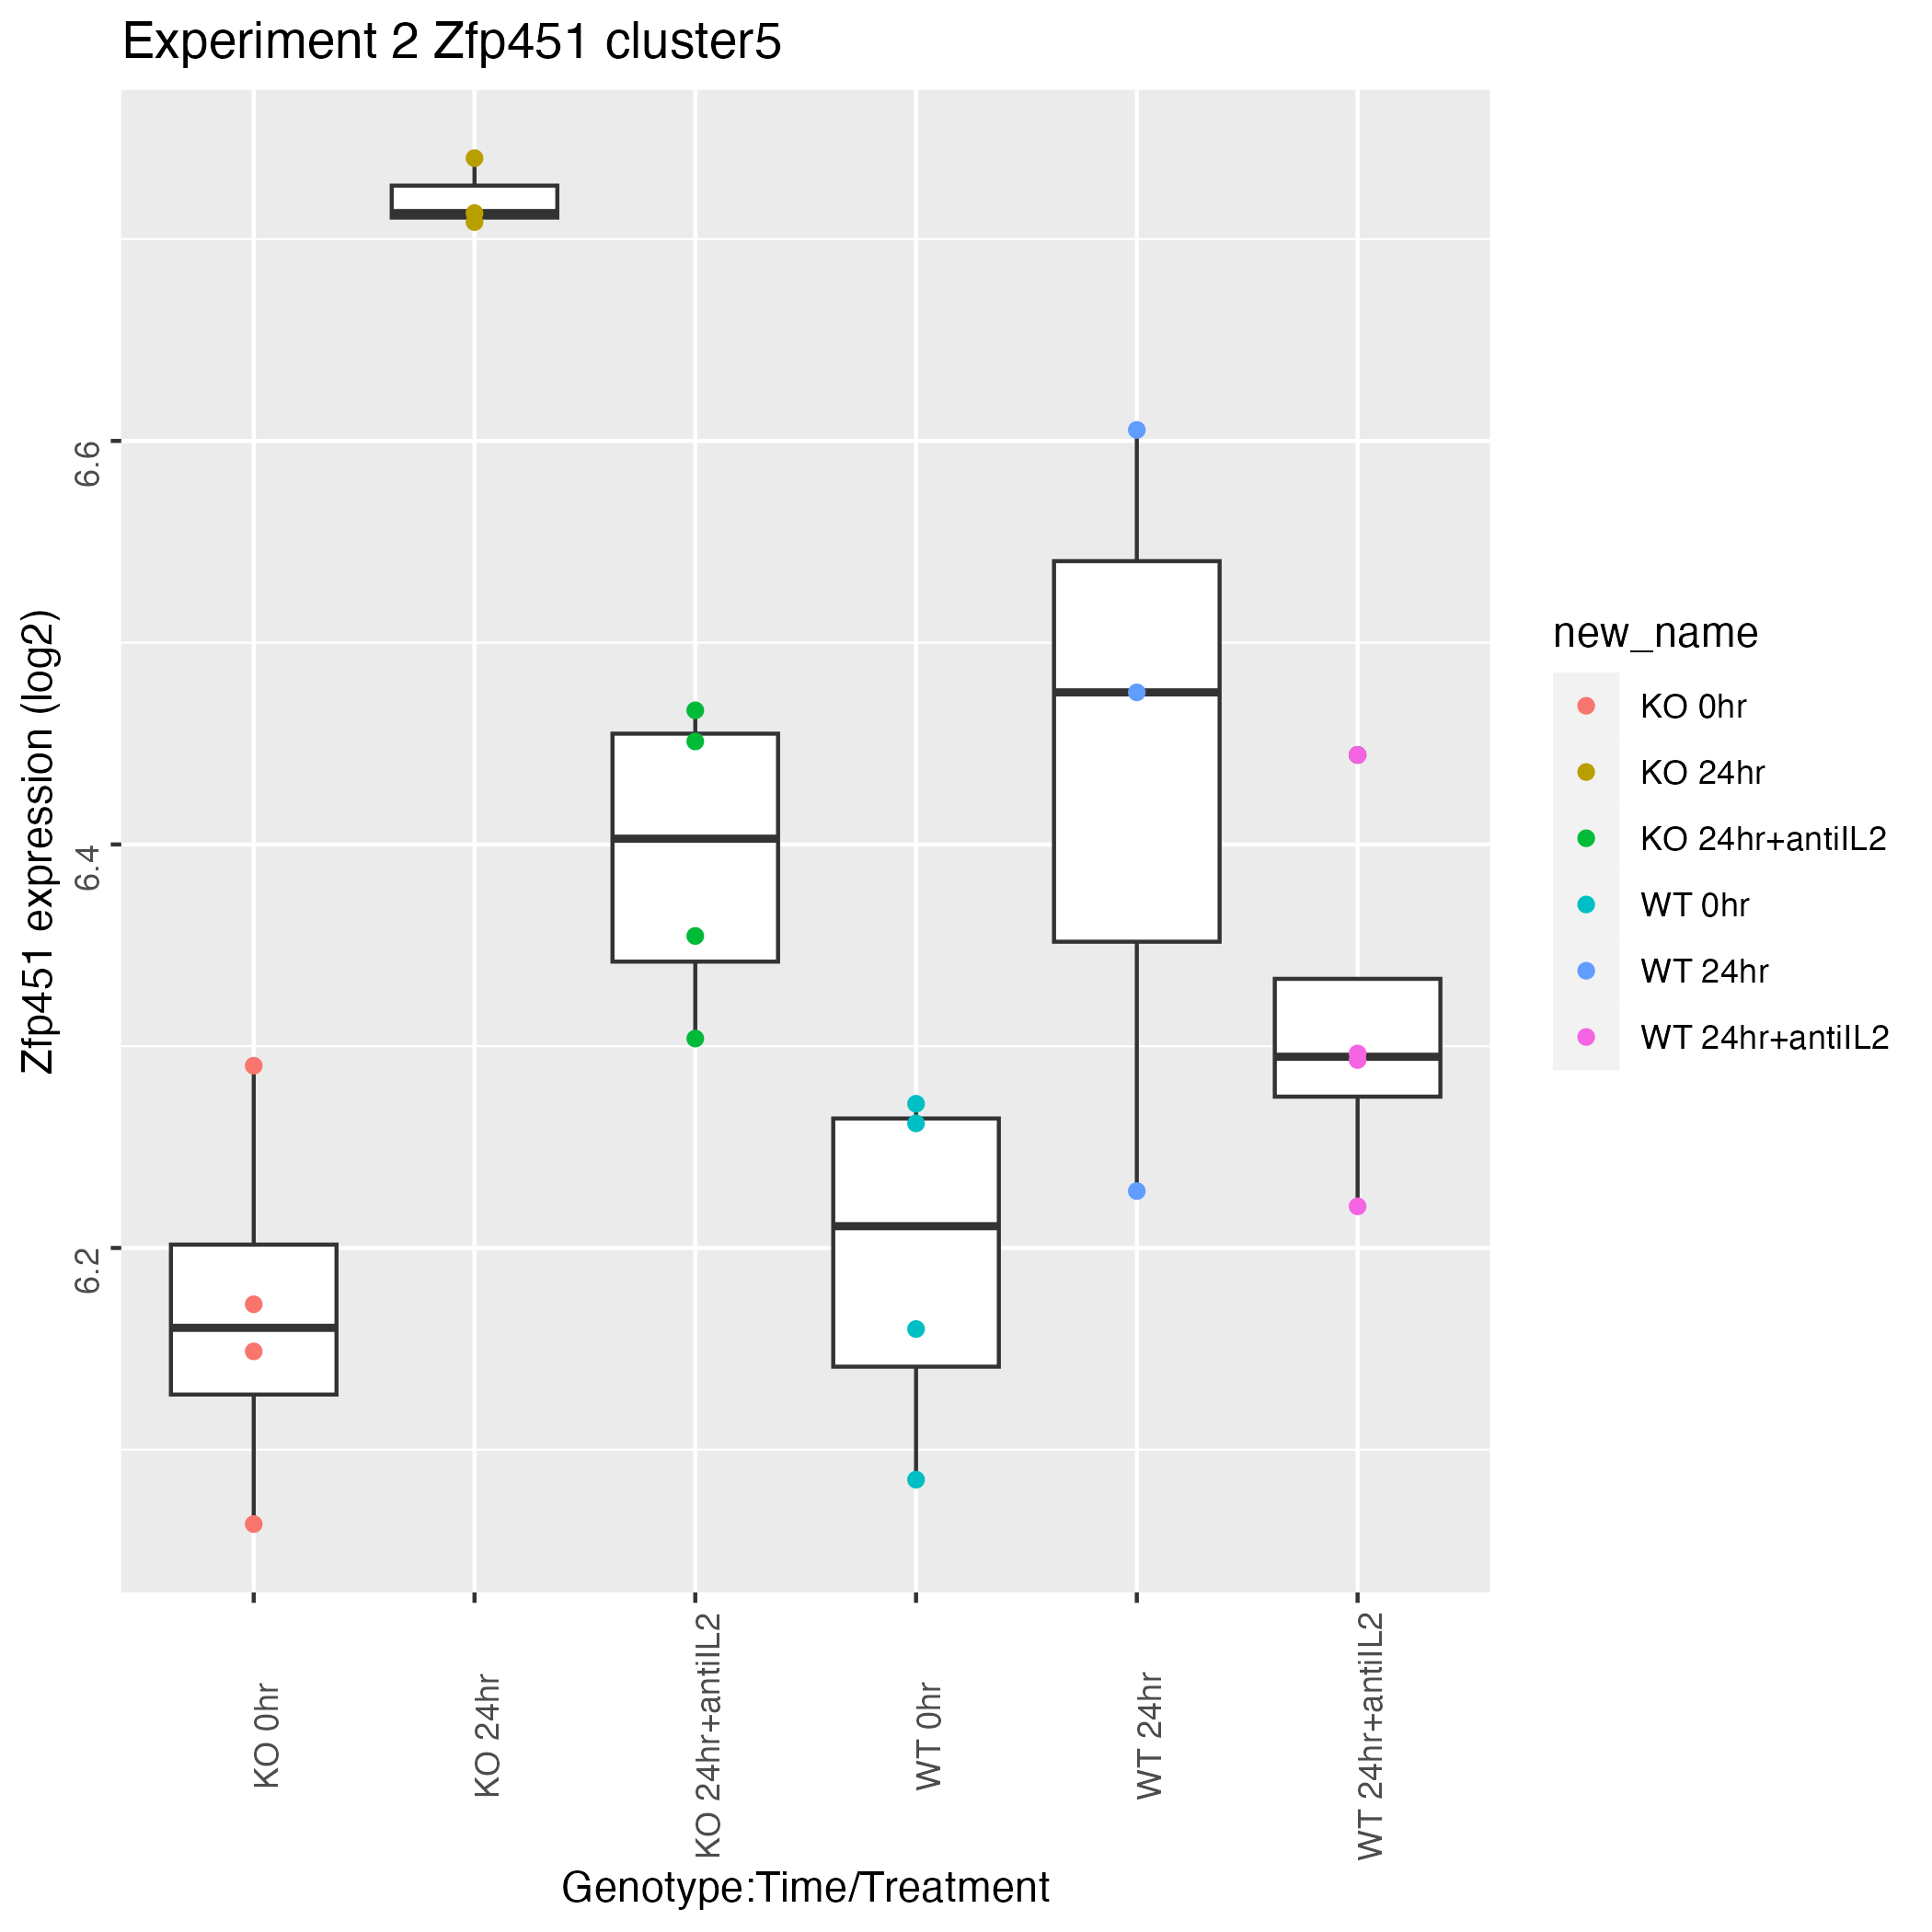 Experiment 2 Zfp451 cluster5
Zfp451 expression (log2)
6.6
6.4
6.2
KO 0hr
KO 24hr
KO 24hr+antiIL2
WT 0hr
WT 24hr
WT 24hr+antiIL2
Genotype:Time/Treatment
new_name
KO 0hr
KO 24hr
KO 24hr+antiIL2
WT 0hr
WT 24hr
WT 24hr+antiIL2